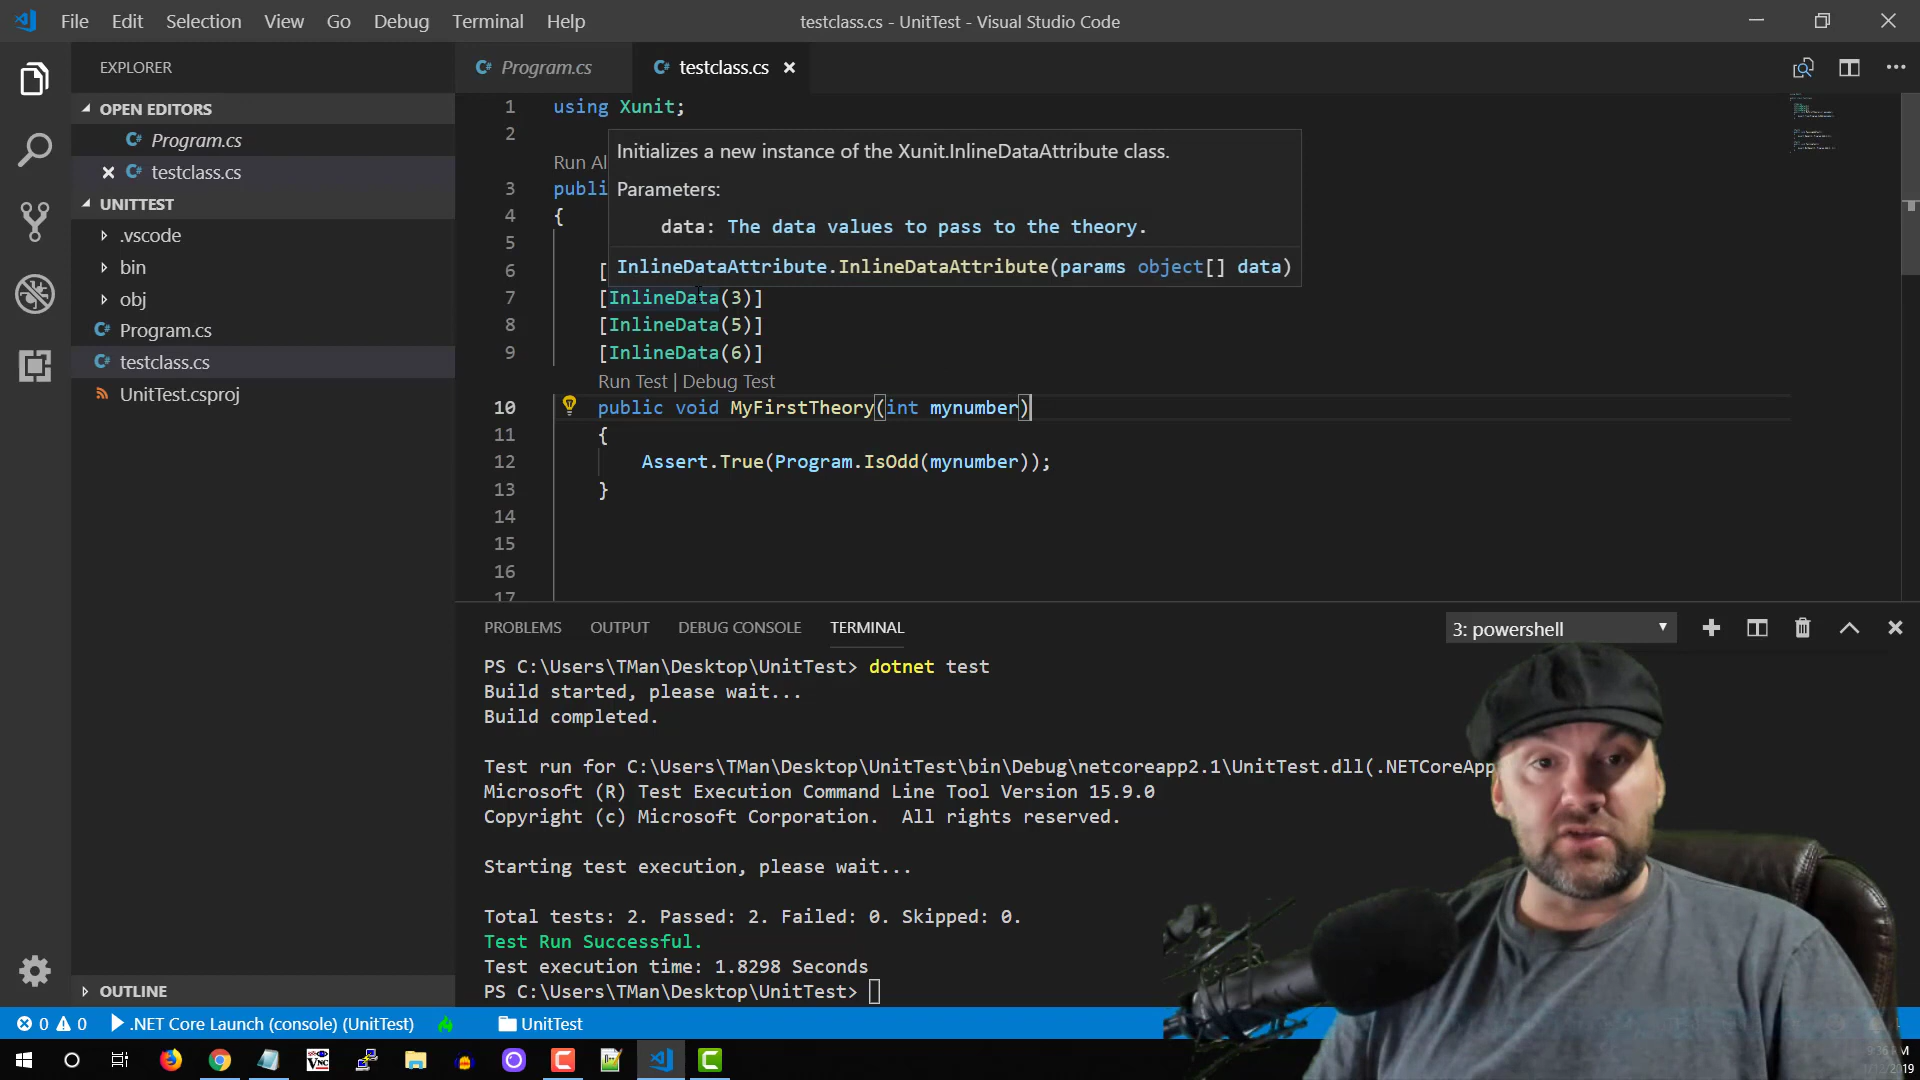 File Edit Selection View Go Debug Terminal Help
testclass.cs - UnitTest - Visual Studio Code
EXPLORER
OPEN EDITORS
Program.cs
testclass.cs
UNITTEST
.vscode
bin
obj
Program.cs
testclass.cs
UnitTest.csproj
OUTLINE
Program.cs
testclass.cs
1 using Xunit;
2
Run Al
3 publi
4 {
5
6 [
7 [InlineData(3)]
8 [InlineData(5)]
9 [InlineData(6)]
Run Test | Debug Test
10 public void MyFirstTheory(int mynumber)
11 {
12 Assert.True(Program.IsOdd(mynumber));
13 }
14
15
16
17
Initializes a new instance of the Xunit.InlineDataAttribute class.
Parameters:
data: The data values to pass to the theory.
InlineDataAttribute.InlineDataAttribute(params object[] data)
PROBLEMS OUTPUT DEBUG CONSOLE TERMINAL
3: powershell
PS C:\Users\TMan\Desktop\UnitTest> dotnet test
Build started, please wait...
Build completed.
Test run for C:\Users\TMan\Desktop\UnitTest\bin\Debug\netcoreapp2.1\UnitTest.dll(.NETCoreApp
Microsoft (R) Test Execution Command Line Tool Version 15.9.0
Copyright (c) Microsoft Corporation. All rights reserved.
Starting test execution, please wait...
Total tests: 2. Passed: 2. Failed: 0. Skipped: 0.
Test Run Successful.
Test execution time: 1.8298 Seconds
PS C:\Users\TMan\Desktop\UnitTest>
0 0 .NET Core Launch (console) (UnitTest) UnitTest